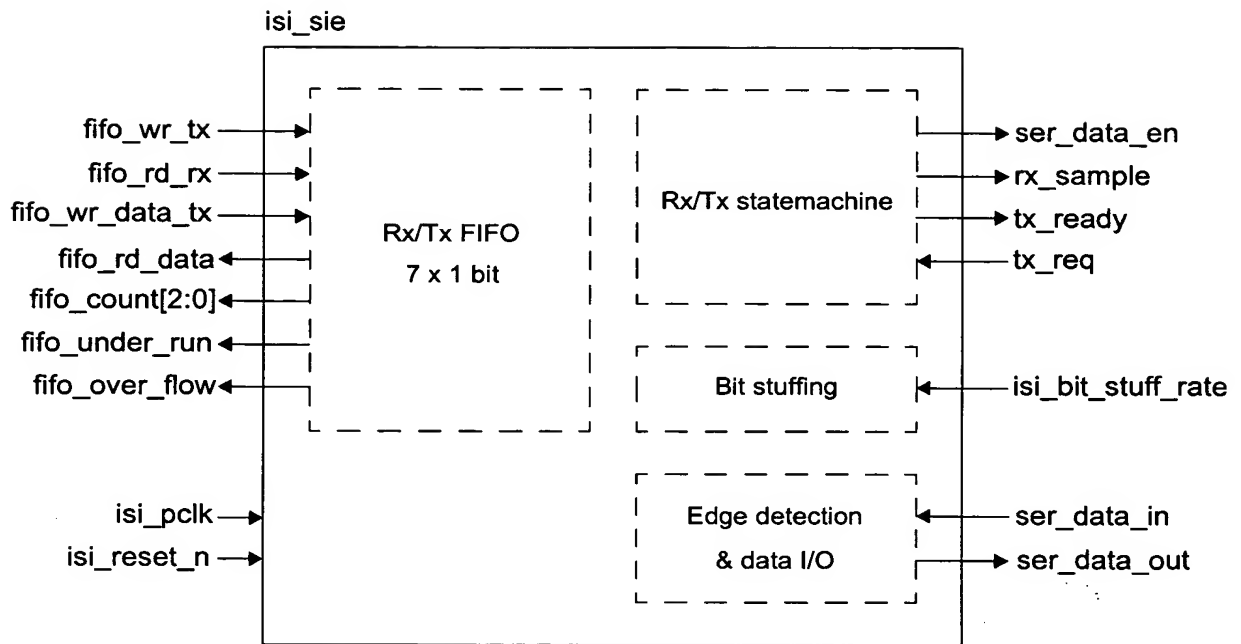 isi_sie
fifo_wr_tx
fifo_rd_rx
fifo_wr_data_tx
fifo_rd_data
fifo_count[2:0]
fifo_under_run
fifo_over_flow
isi_pclk
isi_reset_n
Rx/Tx FIFO
7 x 1 bit
Rx/Tx statemachine
Bit stuffing
Edge detection
& data I/O
ser_data_en
rx_sample
tx_ready
tx_req
isi_bit_stuff_rate
ser_data_in
ser_data_out